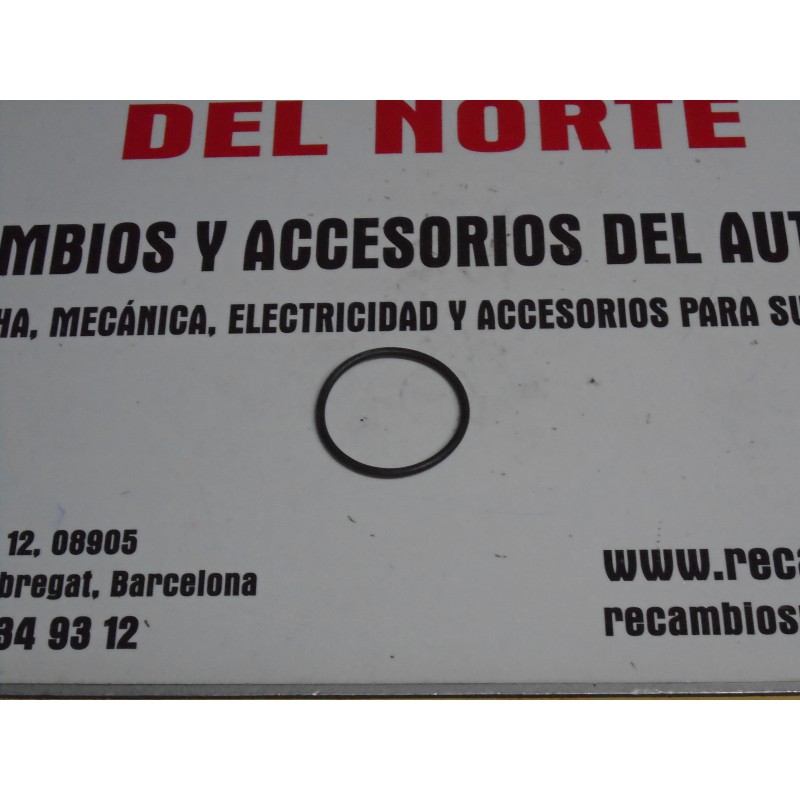 DEL NORTE
MBIOS Y ACCESORIOS DEL AUT
HA, MECÁNICA, ELECTRICIDAD Y ACCESORIOS PARA SU
12, 08905
bregat, Barcelona
34 93 12
www.reca
recambios